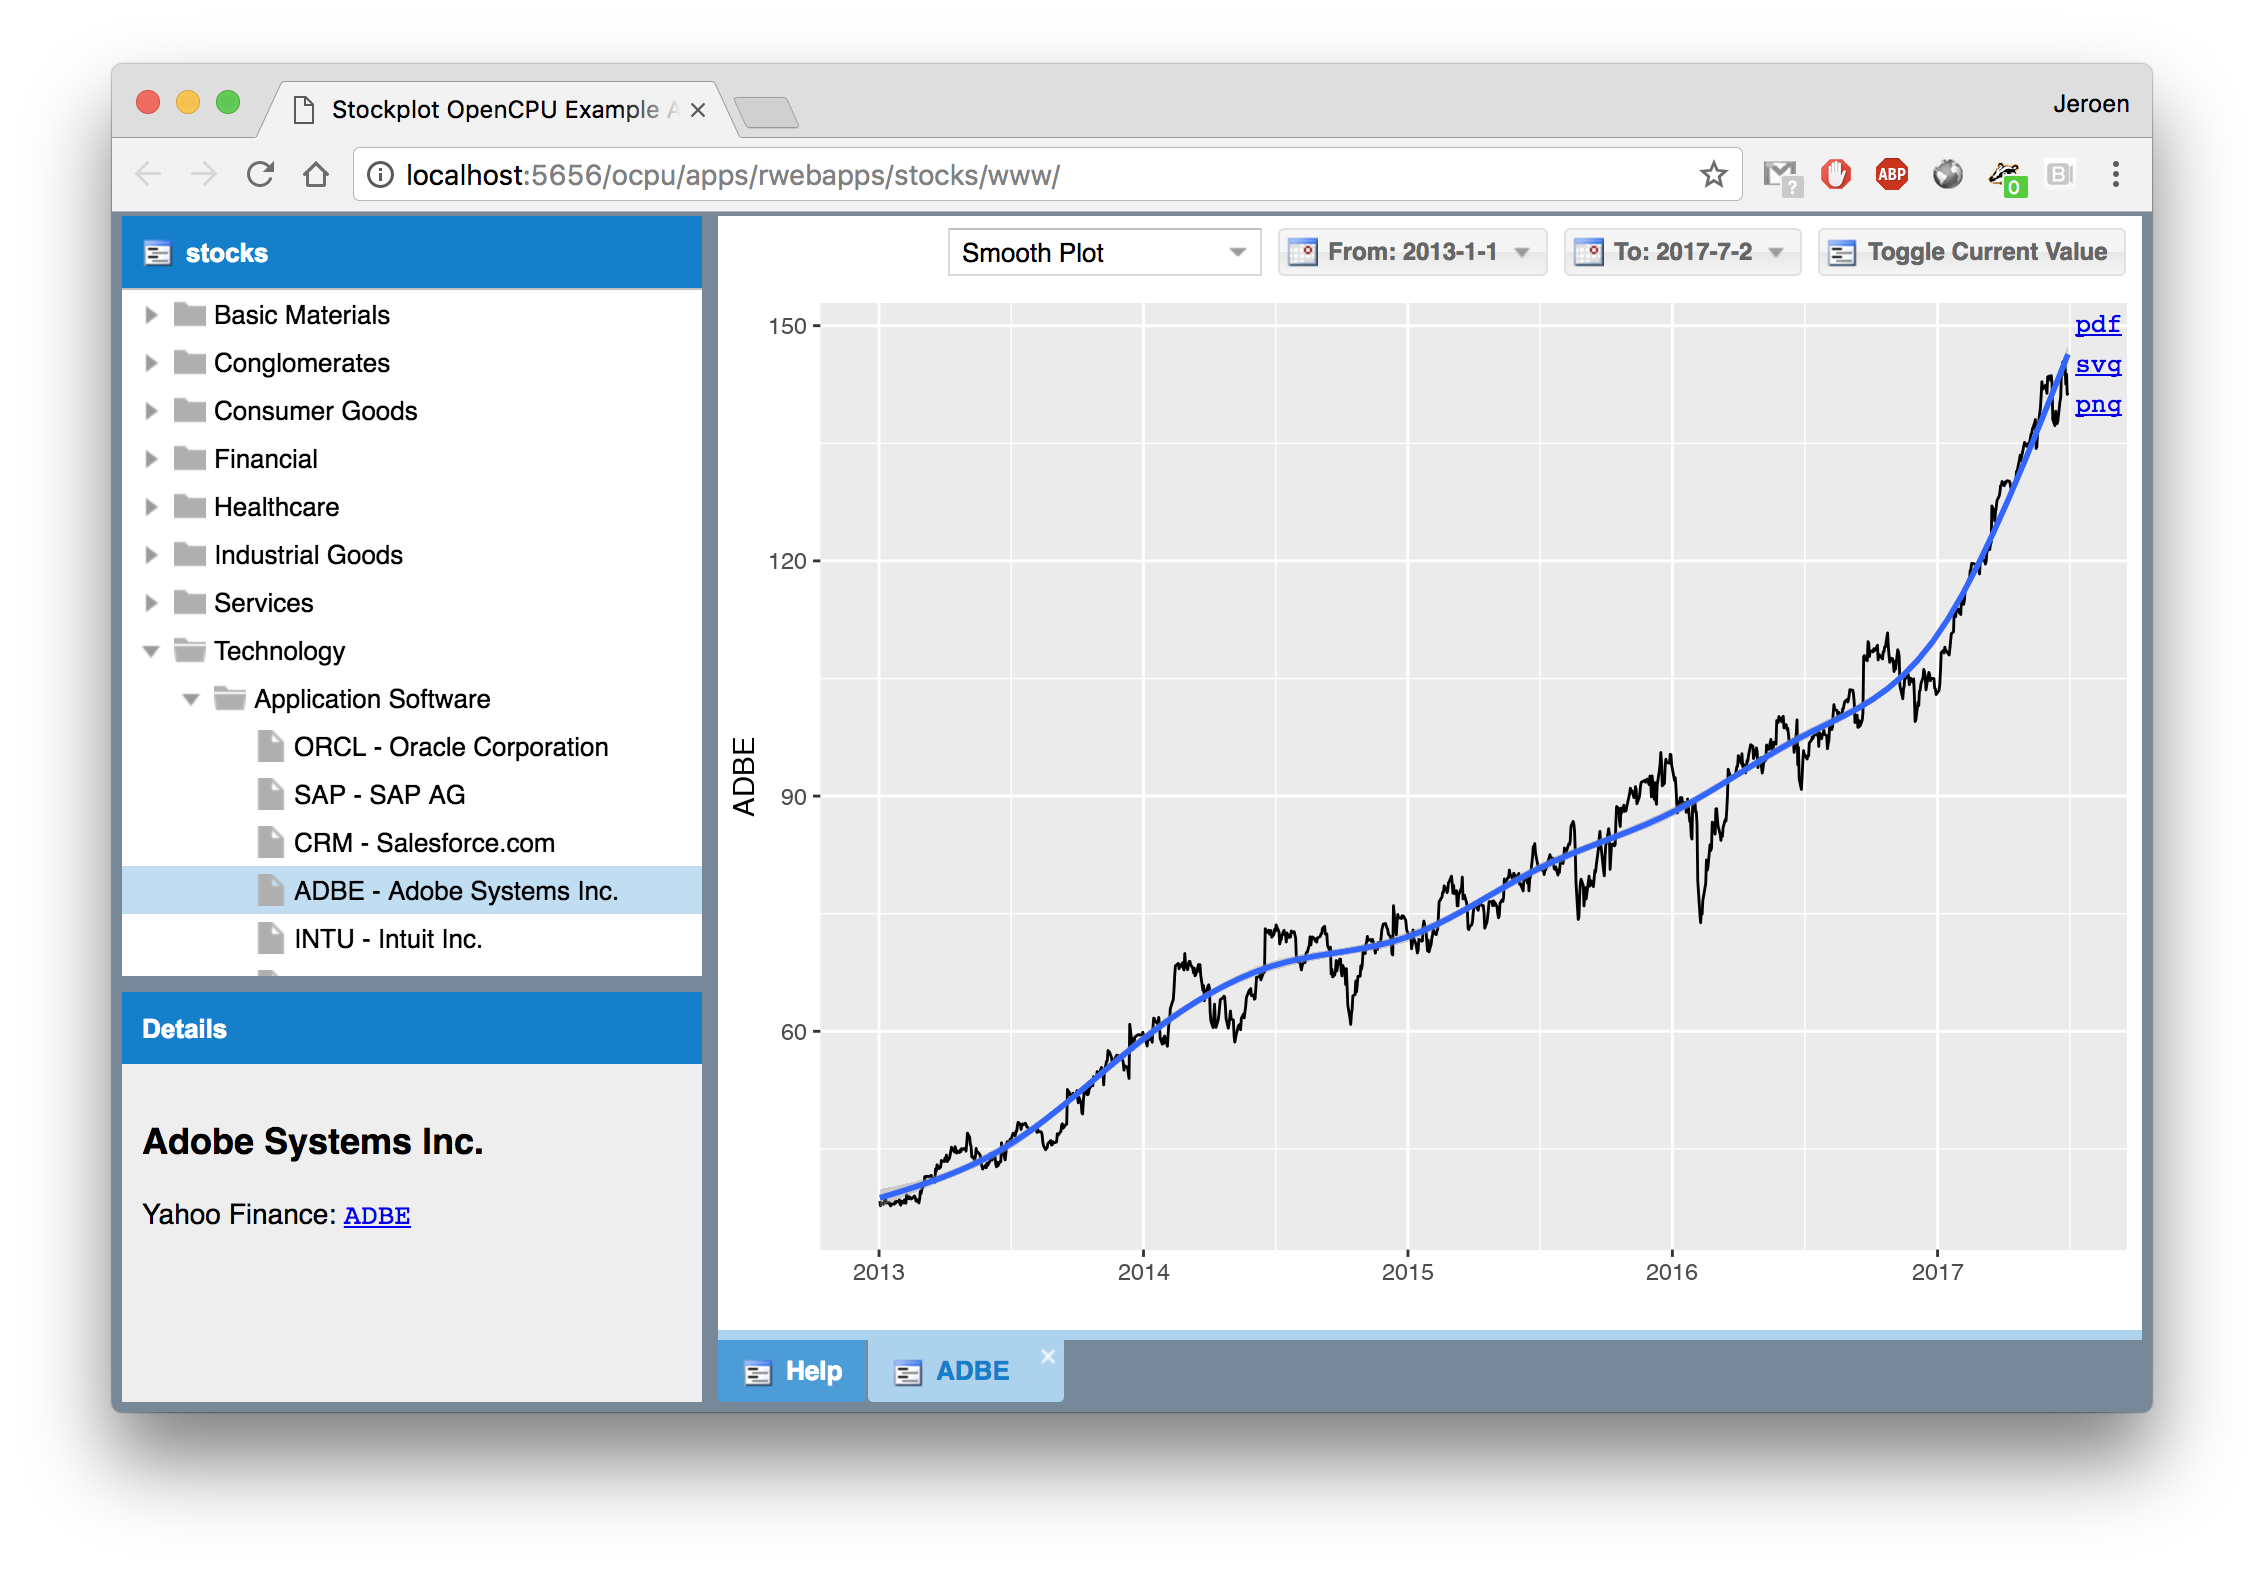 Stockplot OpenCPU Example A
Jeroen
localhost:5656/ocpu/apps/rwebapps/stocks/www/
?
ABP
0
B
stocks
Basic Materials
Conglomerates
Consumer Goods
Financial
Healthcare
Industrial Goods
Services
Technology
Application Software
ORCL - Oracle Corporation
SAP - SAP AG
CRM - Salesforce.com
ADBE - Adobe Systems Inc.
INTU - Intuit Inc.
Details
Adobe Systems Inc.
Yahoo Finance: ADBE
Smooth Plot
From: 2013-1-1
To: 2017-7-2
Toggle Current Value
pdf
svg
png
150
120
90
60
ADBE
2013 2014 2015 2016 2017
Help
ADBE